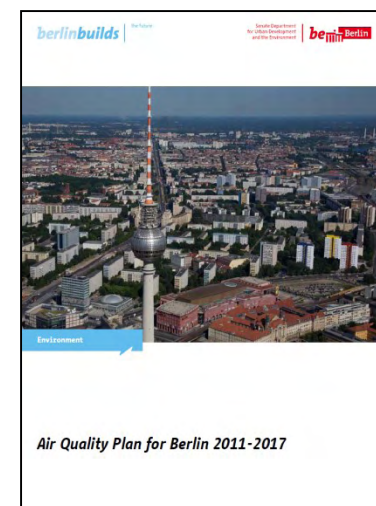 berlinbuilds
the future
Senate Department
for Urban Development
and the Environment
be Berlin
Environment
Air Quality Plan for Berlin 2011-2017